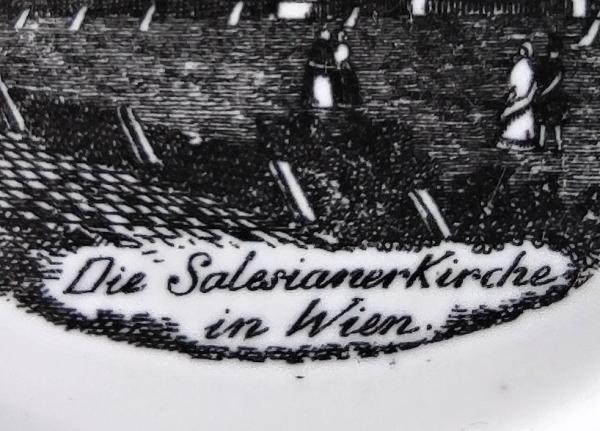 Die SalesianerKirche
in Wien.